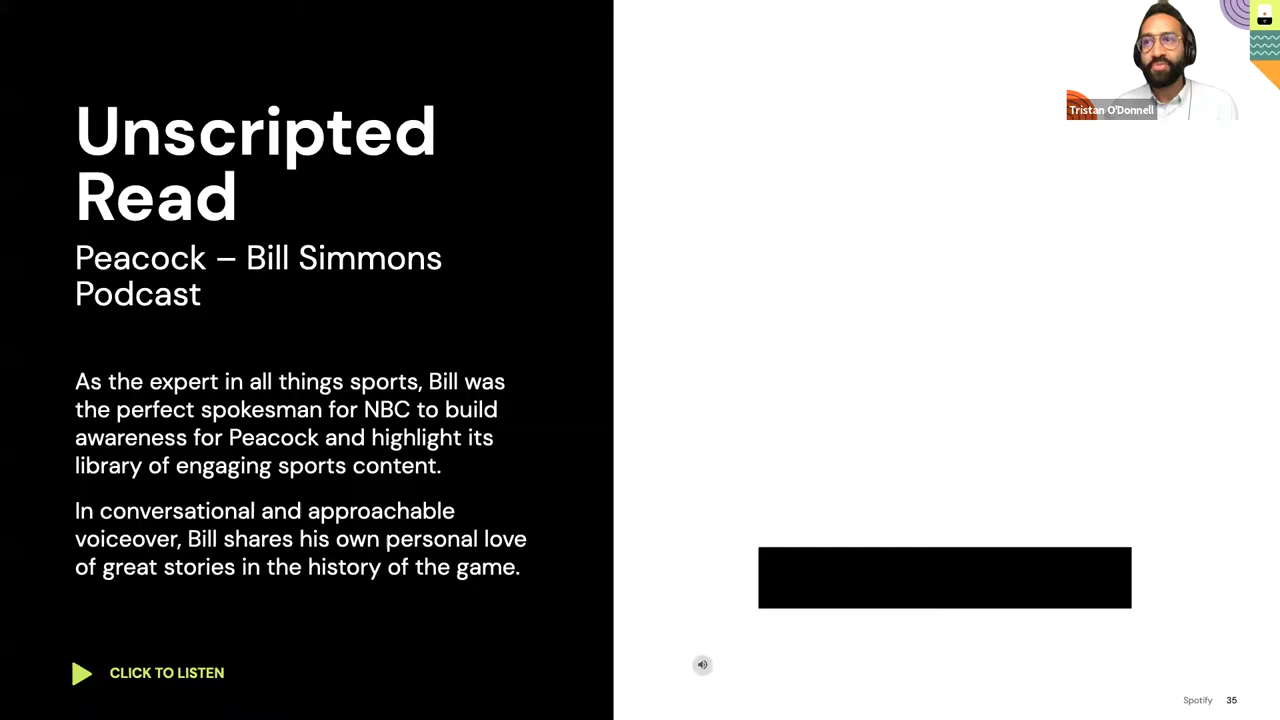 Unscripted
Read
Peacock – Bill Simmons
Podcast
As the expert in all things sports, Bill was
the perfect spokesman for NBC to build
awareness for Peacock and highlight its
library of engaging sports content.
In conversational and approachable
voiceover, Bill shares his own personal love
of great stories in the history of the game.
CLICK TO LISTEN
Tristan O'Donnell
Spotify 35